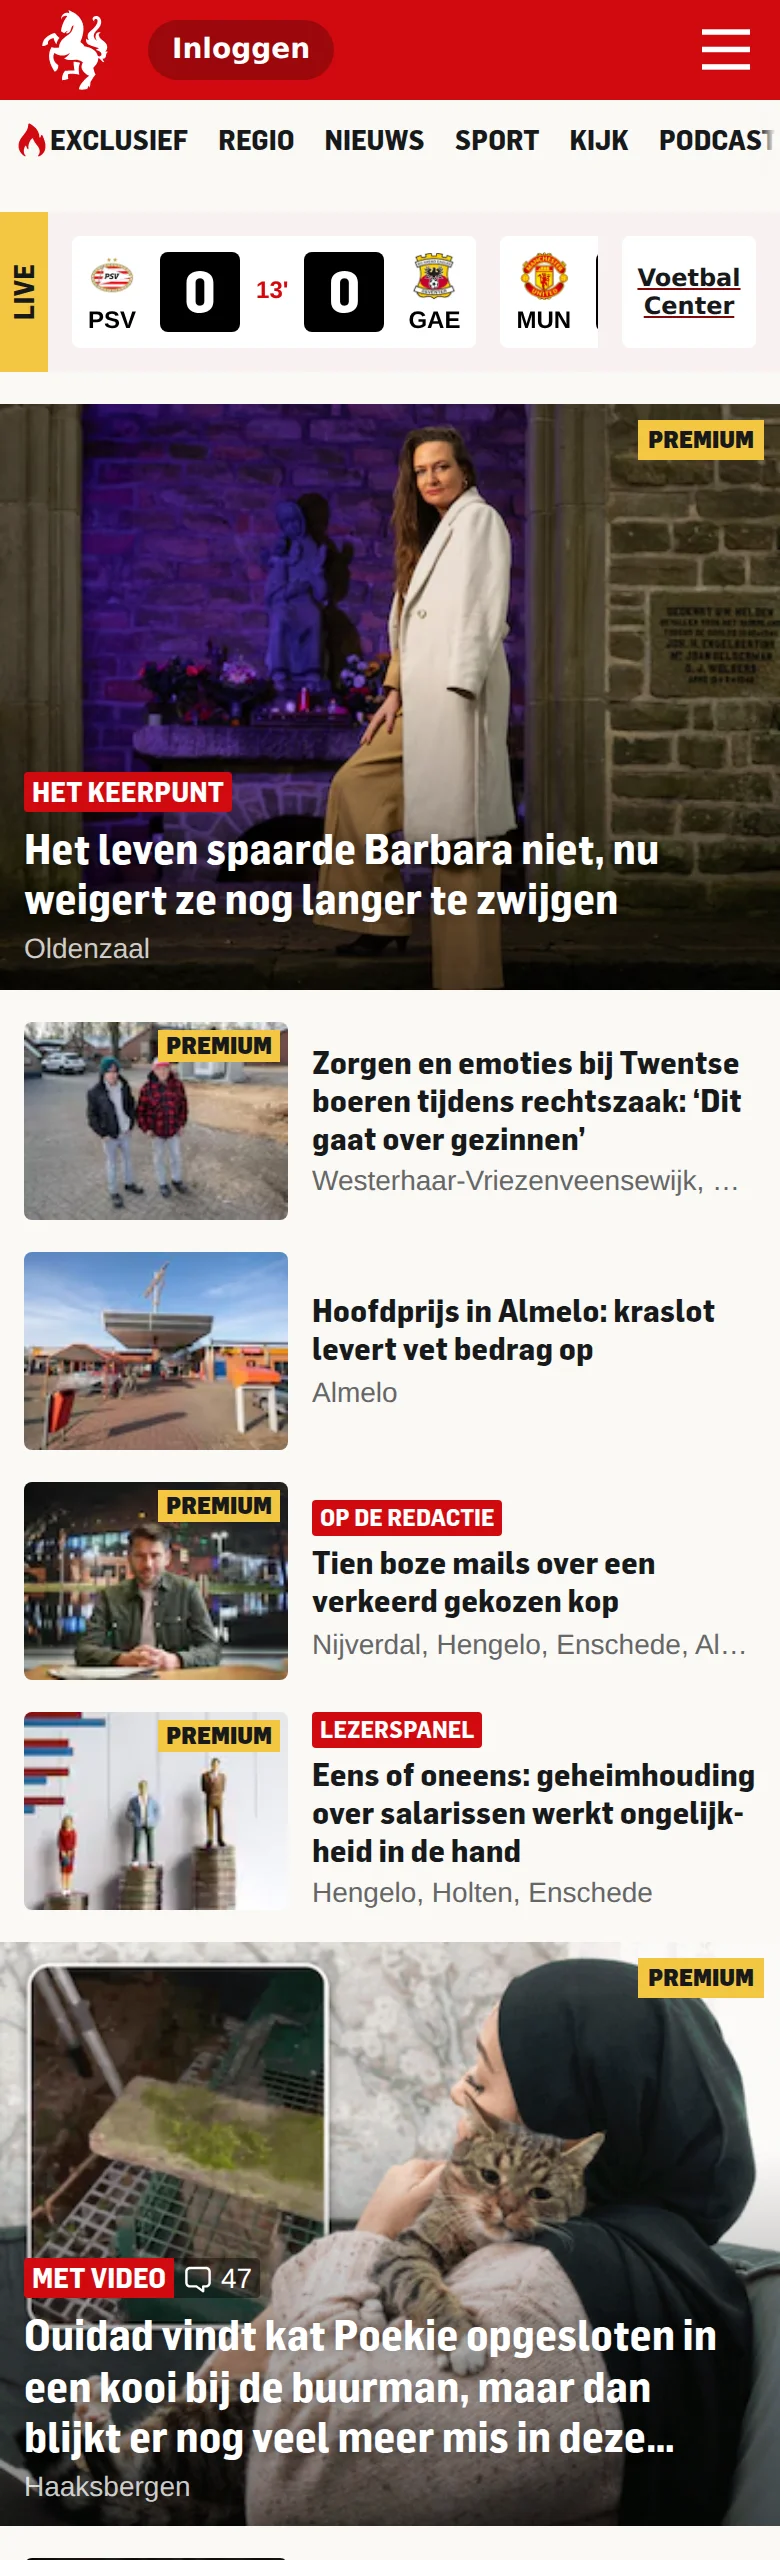 Inloggen
EXCLUSIEF REGIO NIEUWS SPORT KIJK PODCAST
LIVE
PSV
PSV 0 13' 0 GAE
MUN
Voetbal
Center
PREMIUM
HET KEERPUNT
Het leven spaarde Barbara niet, nu
weigert ze nog langer te zwijgen
Oldenzaal
PREMIUM
Zorgen en emoties bij Twentse
boeren tijdens rechtszaak: ‘Dit
gaat over gezinnen’
Westerhaar-Vriezenveensewijk, …
Hoofdprijs in Almelo: kraslot
levert vet bedrag op
Almelo
PREMIUM
OP DE REDACTIE
Tien boze mails over een
verkeerd gekozen kop
Nijverdal, Hengelo, Enschede, Al…
PREMIUM
LEZERSPANEL
Eens of oneens: geheimhouding
over salarissen werkt ongelijk-
heid in de hand
Hengelo, Holten, Enschede
PREMIUM
MET VIDEO 47
Ouidad vindt kat Poekie opgesloten in
een kooi bij de buurman, maar dan
blijkt er nog veel meer mis in deze...
Haaksbergen